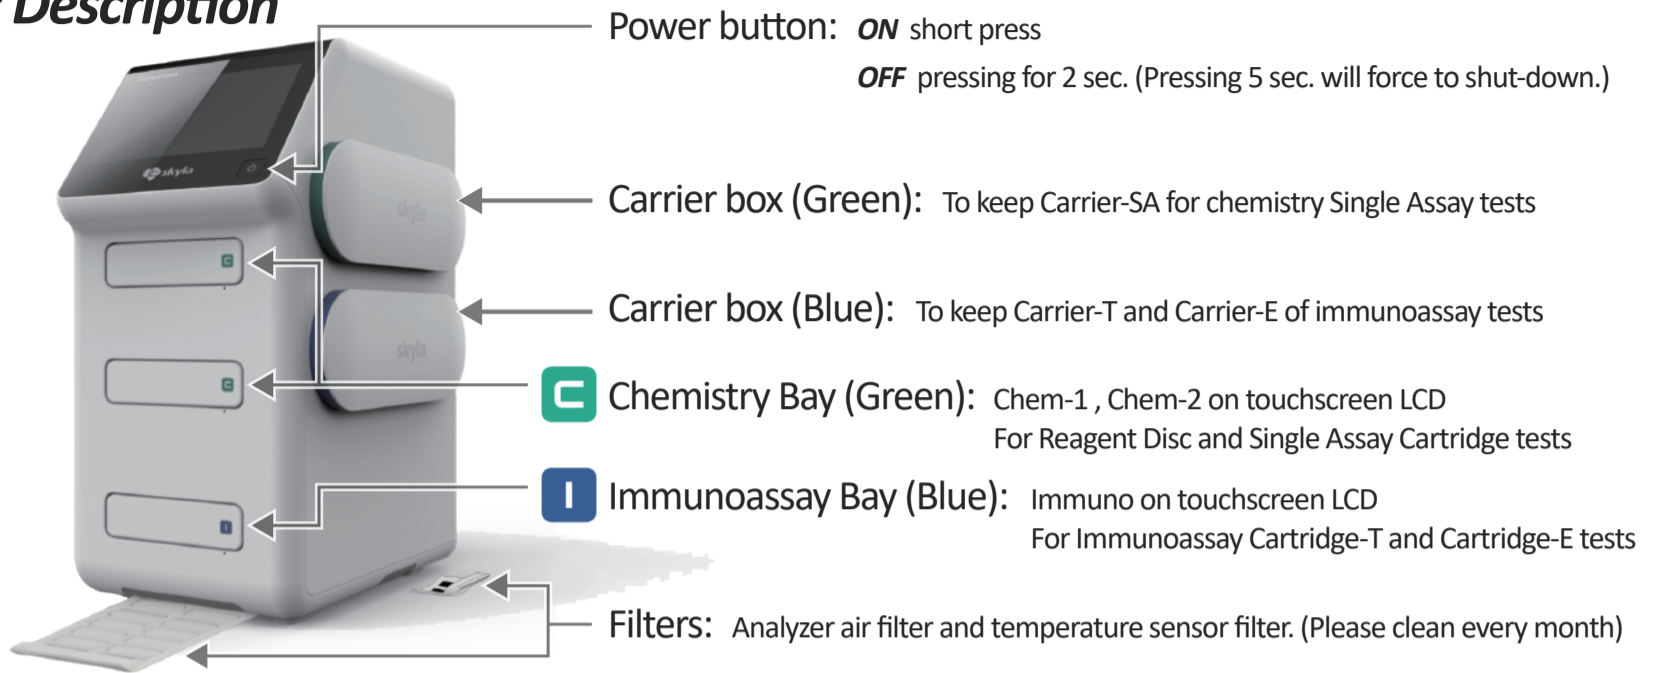 Description
Power button: ON short press
OFF pressing for 2 sec. (Pressing 5 sec. will force to shut-down.)
skyla
Carrier box (Green): To keep Carrier-SA for chemistry Single Assay tests
skyla
C
Carrier box (Blue): To keep Carrier-T and Carrier-E of immunoassay tests
skyla
C
C Chemistry Bay (Green): Chem-1 , Chem-2 on touchscreen LCD
For Reagent Disc and Single Assay Cartridge tests
I Immunoassay Bay (Blue): Immuno on touchscreen LCD
I
For Immunoassay Cartridge-T and Cartridge-E tests
Filters: Analyzer air filter and temperature sensor filter. (Please clean every month)